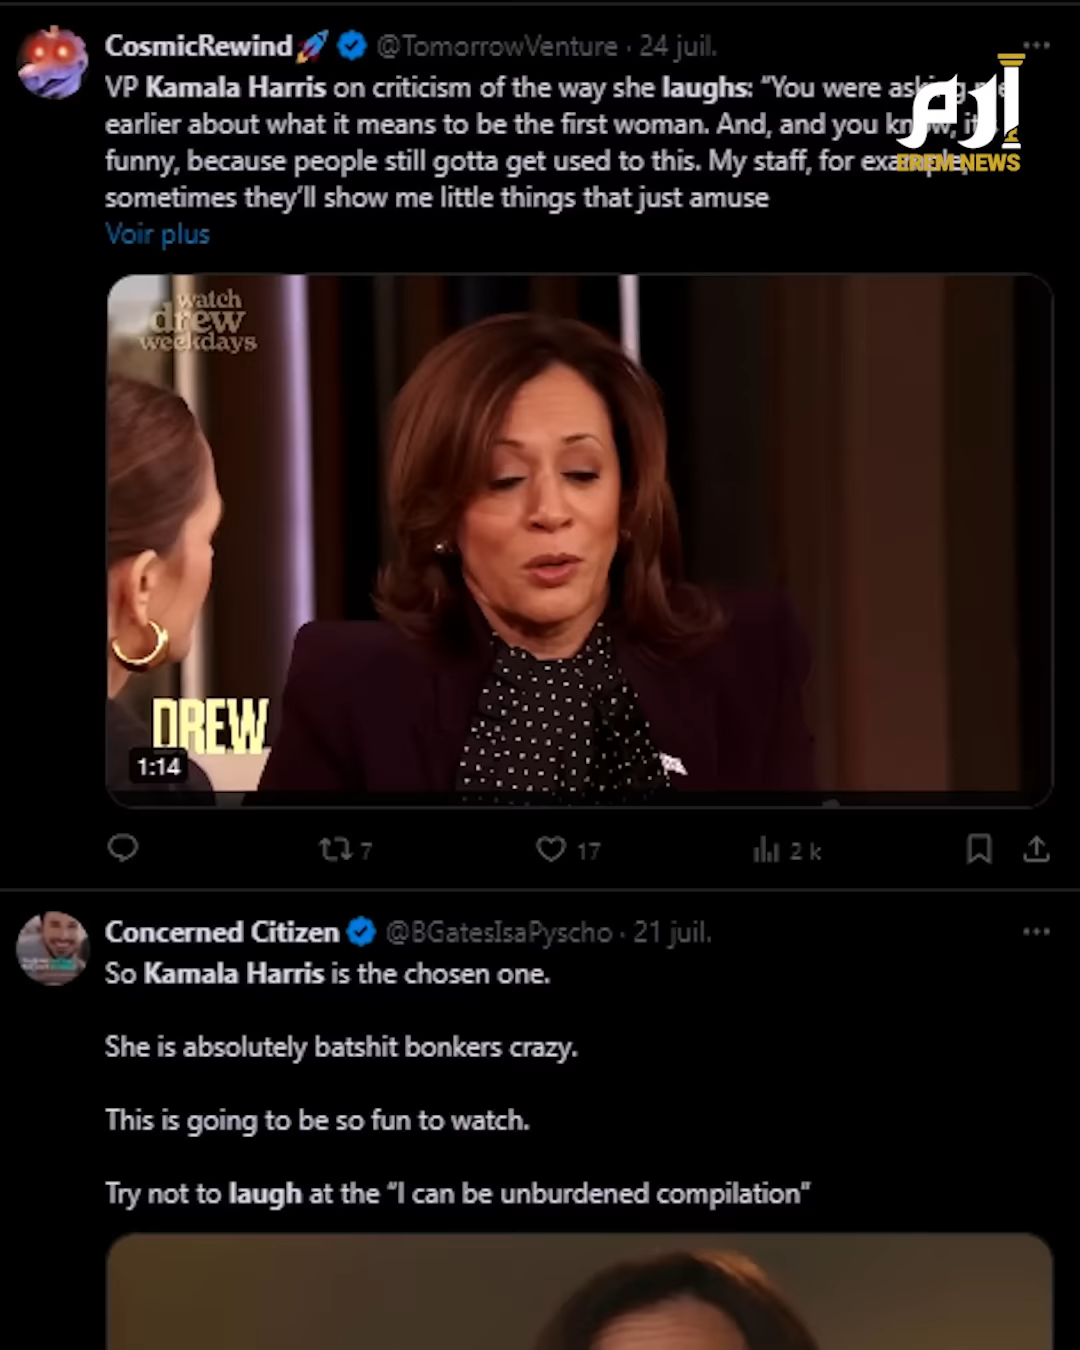 CosmicRewind @TomorrowVenture · 24 juil.
VP Kamala Harris on criticism of the way she laughs: “You were asking me
earlier about what it means to be the first woman. And, and you know, it's
funny, because people still gotta get used to this. My staff, for example,
sometimes they’ll show me little things that just amuse
Voir plus
إرم
EREM NEWS
watch
drew
weekdays
DREW
1:14
7
17
2 k
Concerned Citizen @BGatesIsaPyscho · 21 juil.
So Kamala Harris is the chosen one.
She is absolutely batshit bonkers crazy.
This is going to be so fun to watch.
Try not to laugh at the “I can be unburdened compilation”